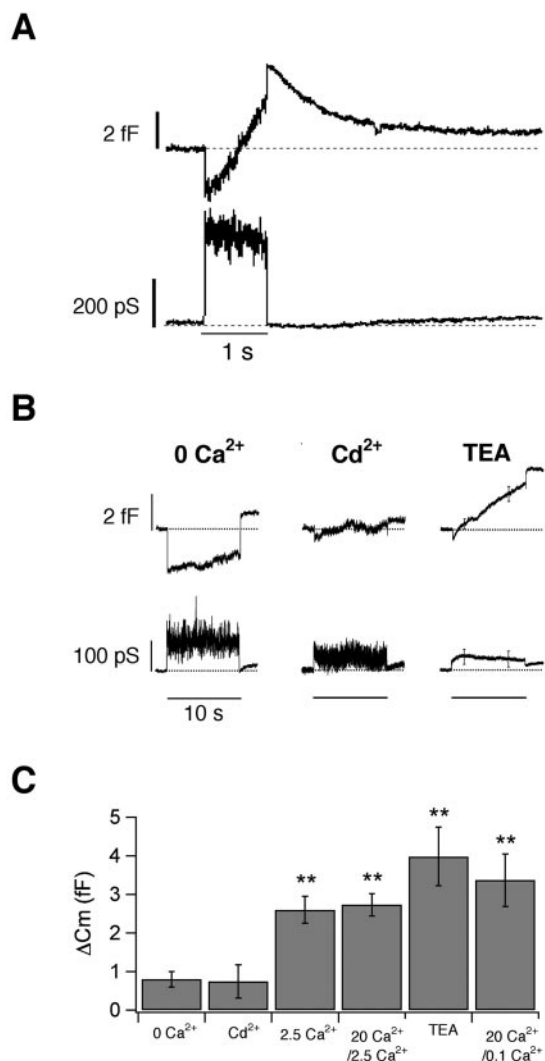 A
2 fF
200 pS
1 s
B
0 Ca²⁺ Cd²⁺ TEA
2 fF
100 pS
10 s
C
ΔCm (fF)
5
4
3
2
1
0
** ** ** **
0 Ca²⁺ Cd²⁺ 2.5 Ca²⁺ 20 Ca²⁺ TEA 20 Ca²⁺
/2.5 Ca²⁺ /0.1 Ca²⁺